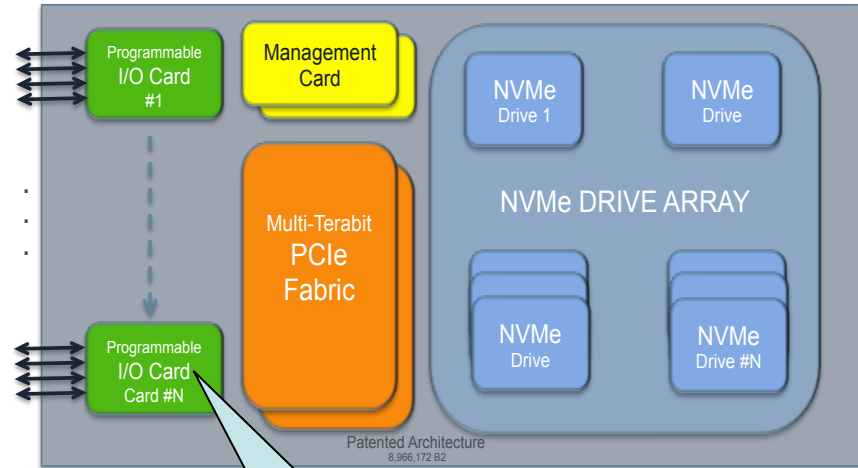 Programmable
I/O Card
#1
Management
Card
NVMe
Drive 1
NVMe
Drive
NVMe DRIVE ARRAY
Multi-Terabit
PCIe
Fabric
.
.
.
Programmable
I/O Card
Card #N
NVMe
Drive
NVMe
Drive #N
Patented Architecture
8,966,172 B2